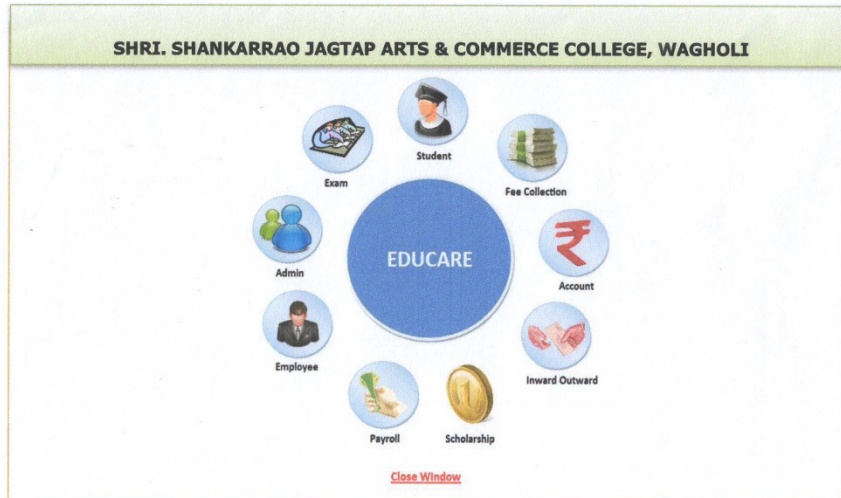 SHRI. SHANKARRAO JAGTAP ARTS & COMMERCE COLLEGE, WAGHOLI
Student
Exam
Fee Collection
Admin
EDUCARE
Account
Employee
Inward Outward
Payroll
Scholarship
Close Window